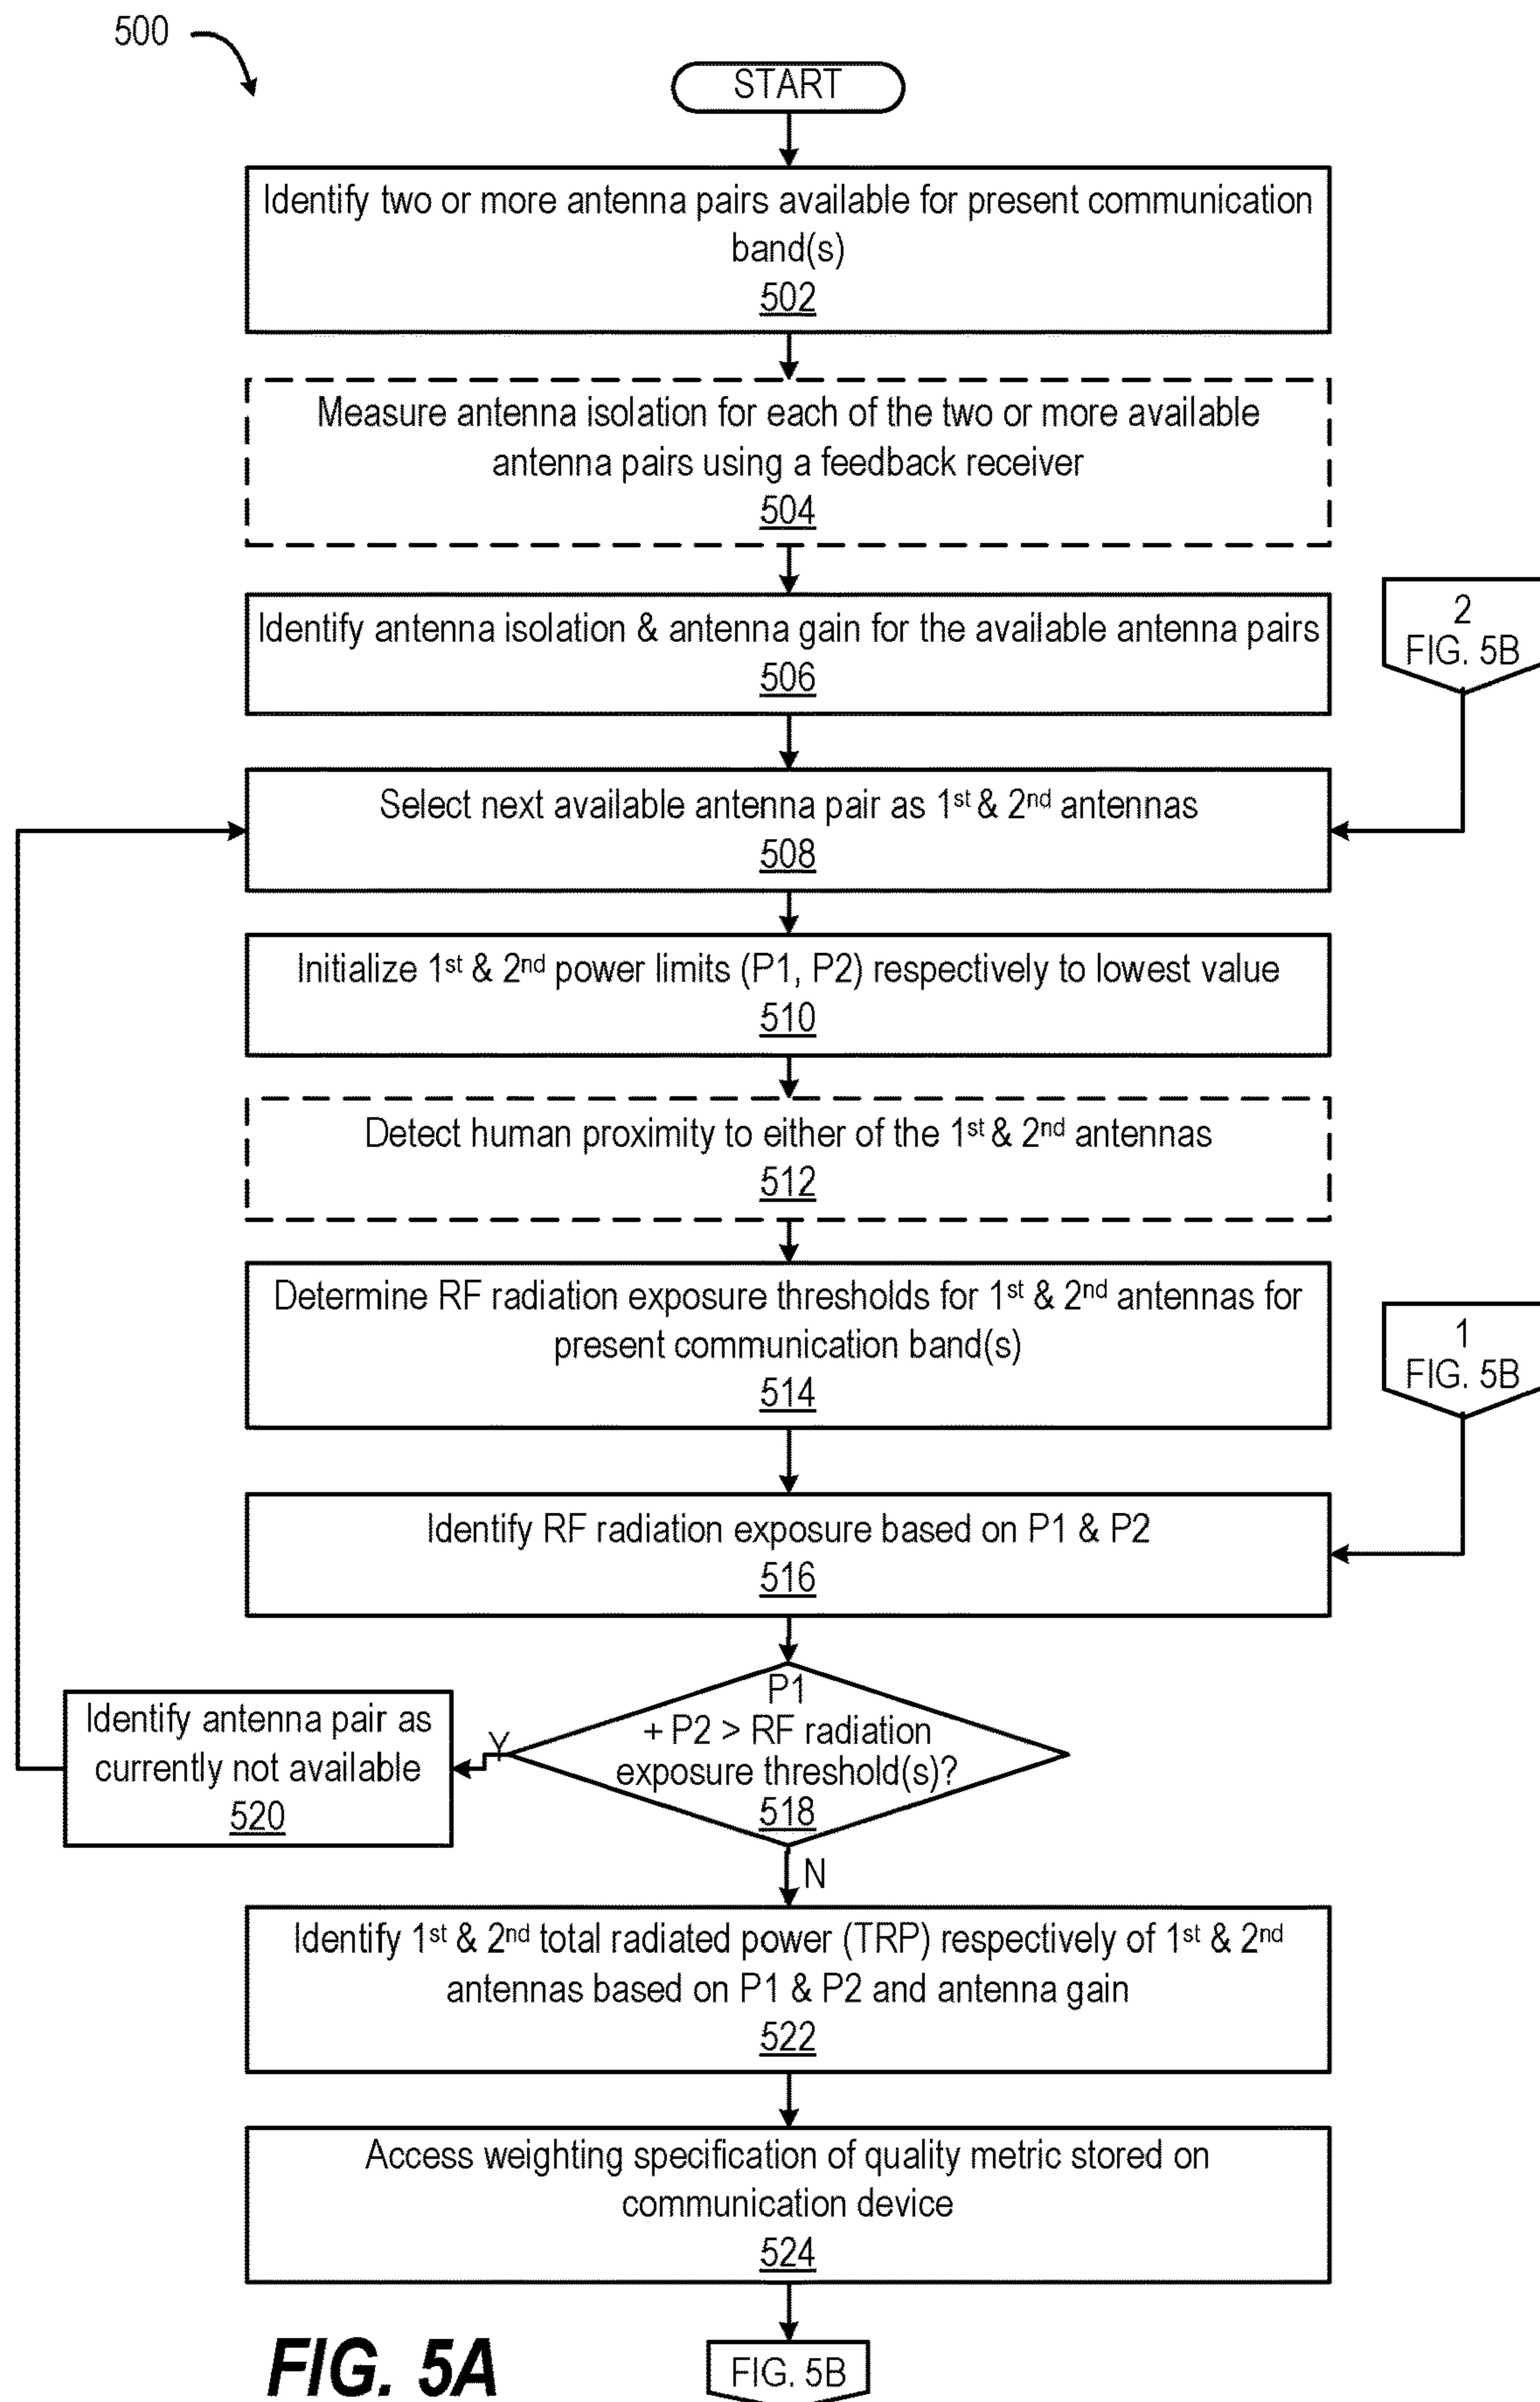 500
START
Identify two or more antenna pairs available for present communication
band(s)
502
Measure antenna isolation for each of the two or more available
antenna pairs using a feedback receiver
504
Identify antenna isolation & antenna gain for the available antenna pairs
506
2
FIG. 5B
Select next available antenna pair as 1st & 2nd antennas
508
Initialize 1st & 2nd power limits (P1, P2) respectively to lowest value
510
Detect human proximity to either of the 1st & 2nd antennas
512
Determine RF radiation exposure thresholds for 1st & 2nd antennas for
present communication band(s)
514
1
FIG. 5B
Identify RF radiation exposure based on P1 & P2
516
P1
+ P2 > RF radiation
exposure threshold(s)?
518
Y
Identify antenna pair as
currently not available
520
N
Identify 1st & 2nd total radiated power (TRP) respectively of 1st & 2nd
antennas based on P1 & P2 and antenna gain
522
Access weighting specification of quality metric stored on
communication device
524
FIG. 5A
FIG. 5B